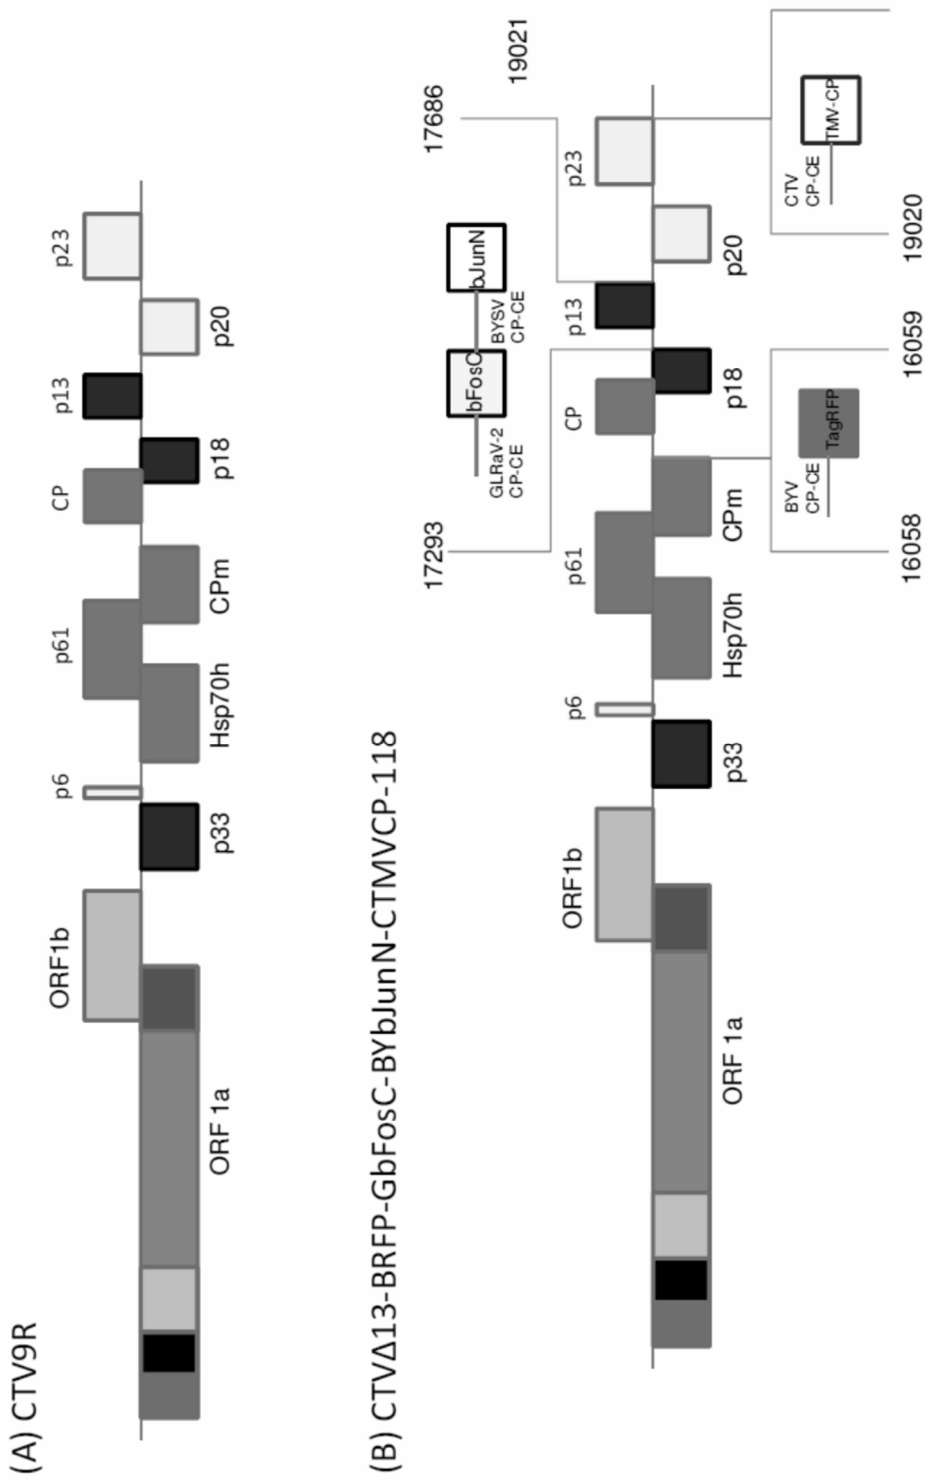 (A) CTV9R
ORF1b
p6
p61
CP
p13
p23
ORF 1a
p33
Hsp70h
CPm
p18
p20
(B) CTVΔ13-BRFP-GbFosC-BYbJunN-CTMVCP-118
17293
17686
GLRaV-2
CP-CE
bFosC
BYSV
CP-CE
bJunN
19021
ORF1b
p6
p61
CP
p13
p23
ORF 1a
p33
Hsp70h
CPm
p18
p20
BYV
CP-CE
TagRFP
CTV
CP-CE
TMV-CP
16058
16059
19020